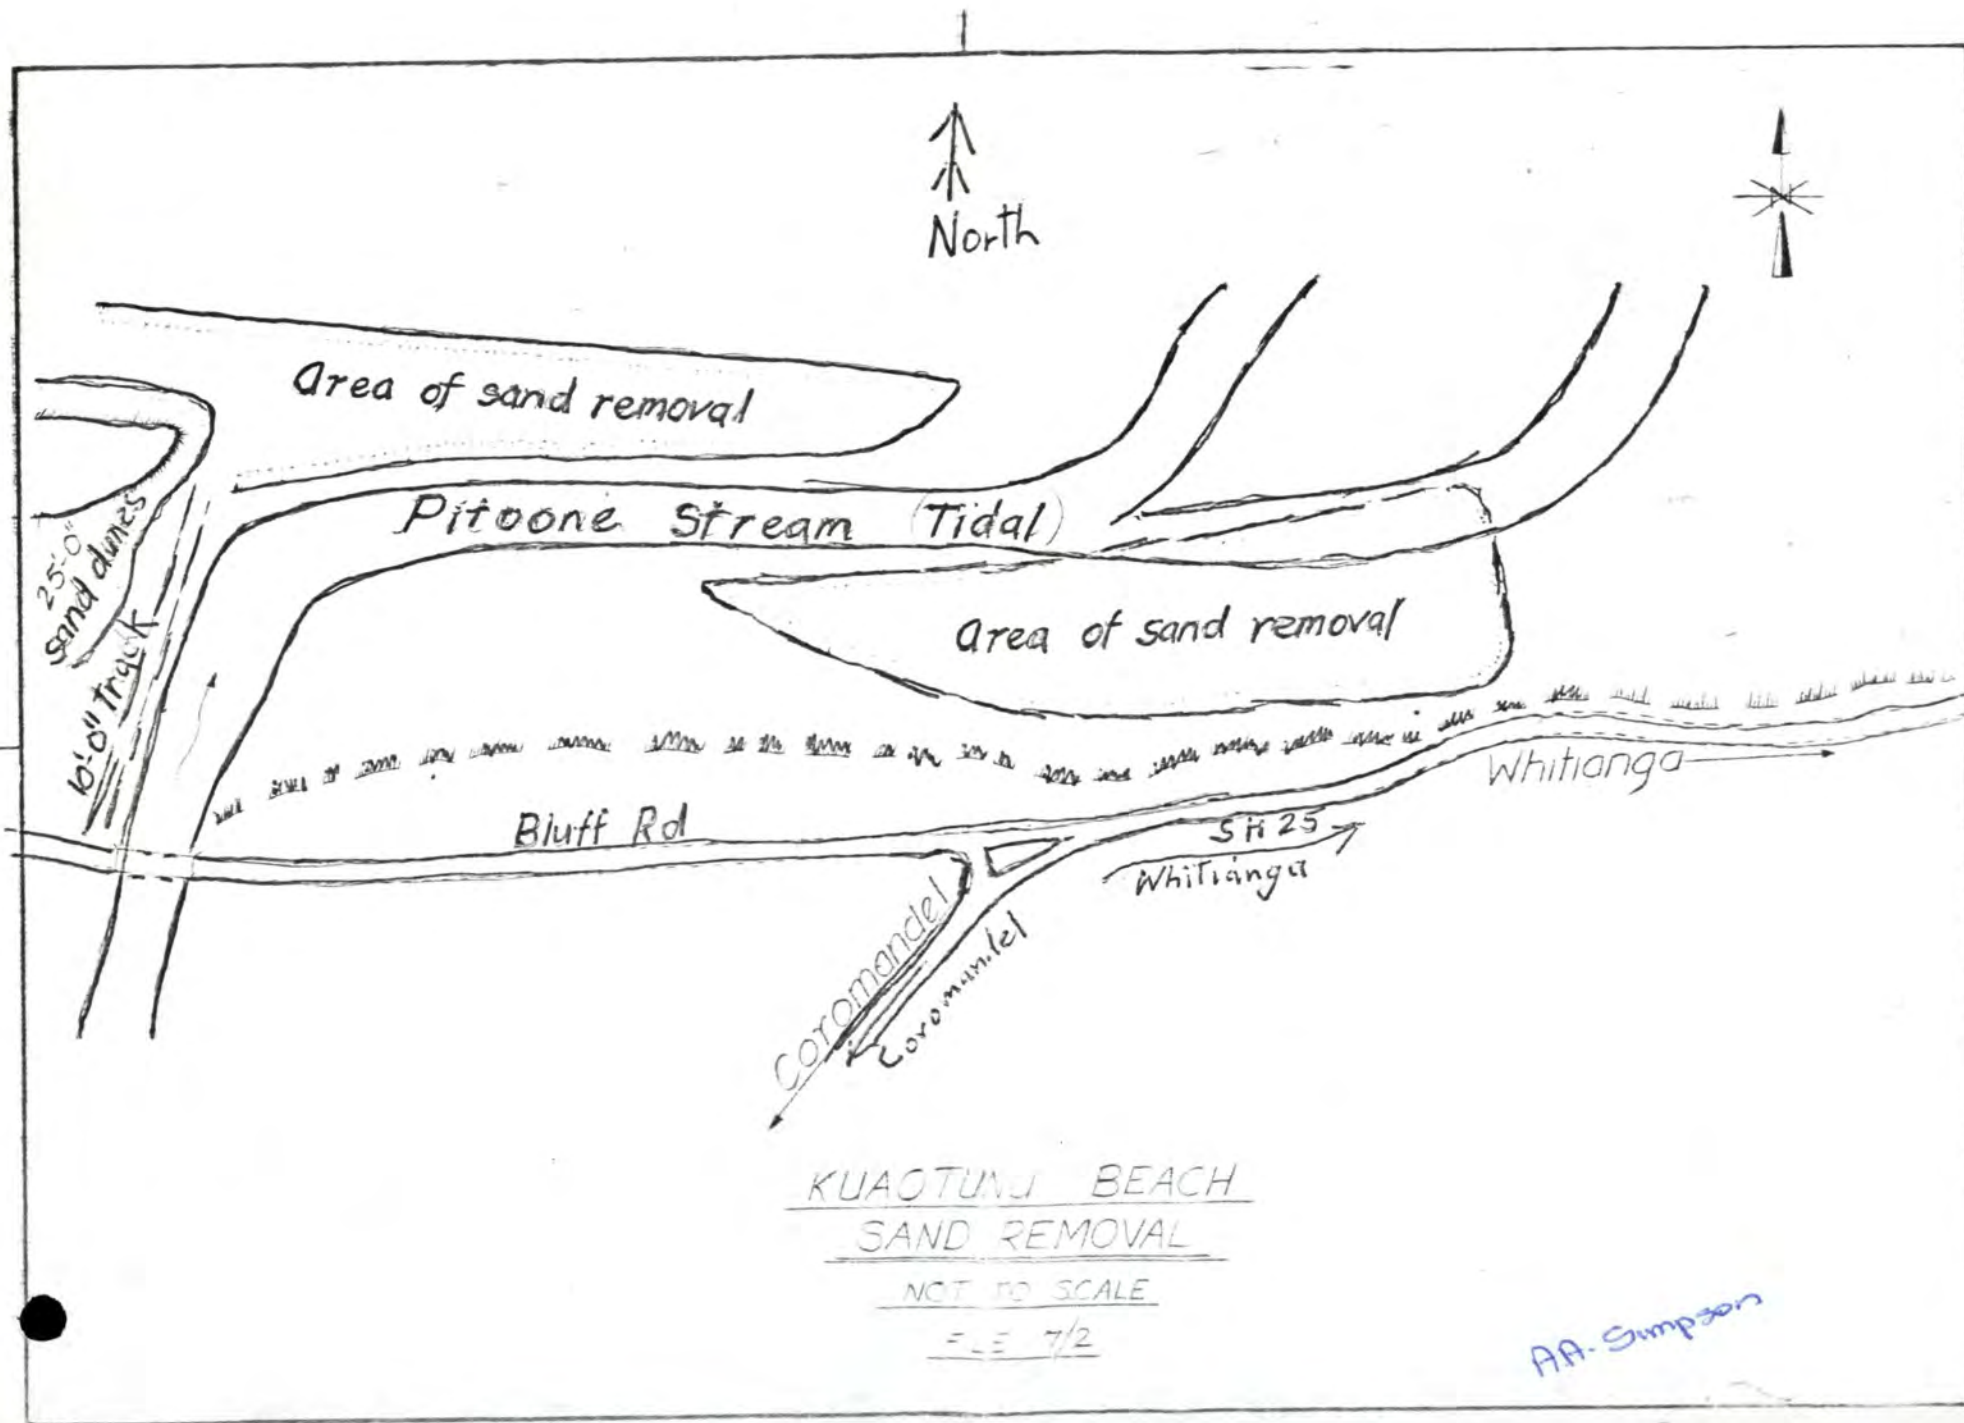 North
Area of sand removal
Pitoone Stream (Tidal)
25'-0"
Sand dunes
10'-0" Track
Area of sand removal
Whitianga
Bluff Rd
SH 25
Whitianga
Coromandel
Coromandel
KUAOTUNU BEACH
SAND REMOVAL
NOT TO SCALE
FILE 7/2
A.A. Simpson